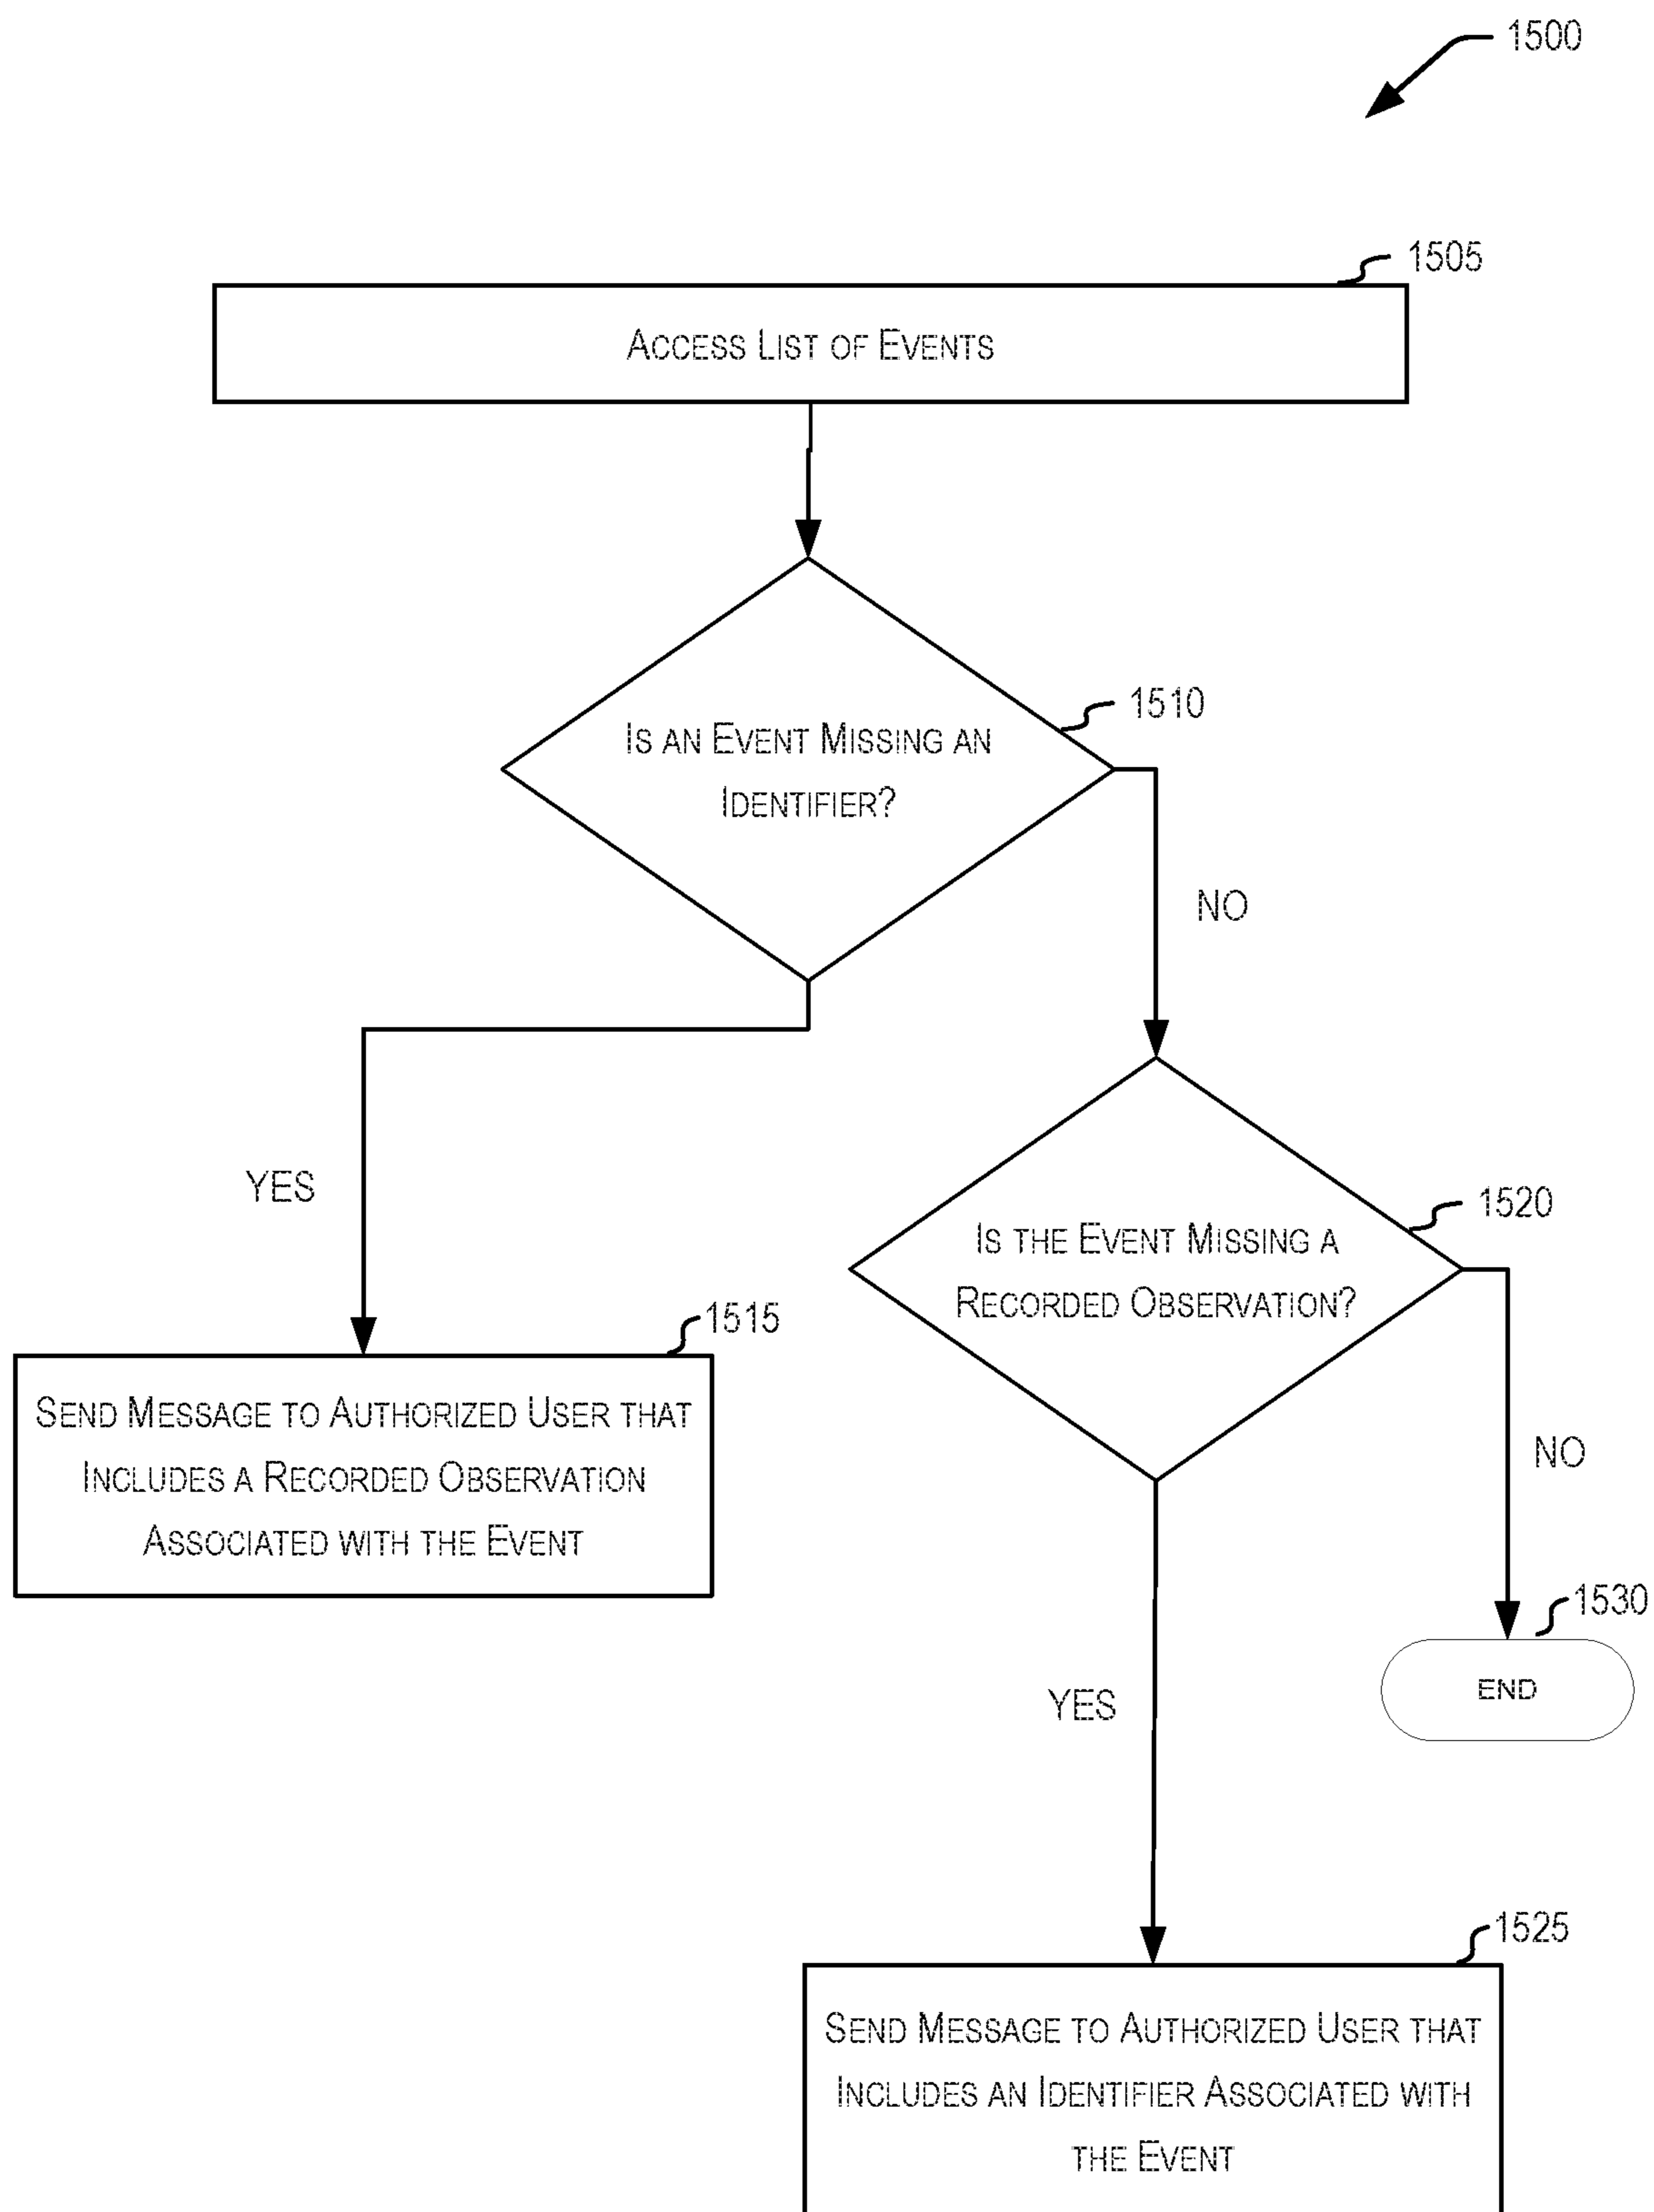 1500
1505
ACCESS LIST OF EVENTS
1510
IS AN EVENT MISSING AN
IDENTIFIER?
NO
YES
1520
IS THE EVENT MISSING A
RECORDED OBSERVATION?
1515
SEND MESSAGE TO AUTHORIZED USER THAT
INCLUDES A RECORDED OBSERVATION
ASSOCIATED WITH THE EVENT
NO
1530
END
YES
1525
SEND MESSAGE TO AUTHORIZED USER THAT
INCLUDES AN IDENTIFIER ASSOCIATED WITH
THE EVENT